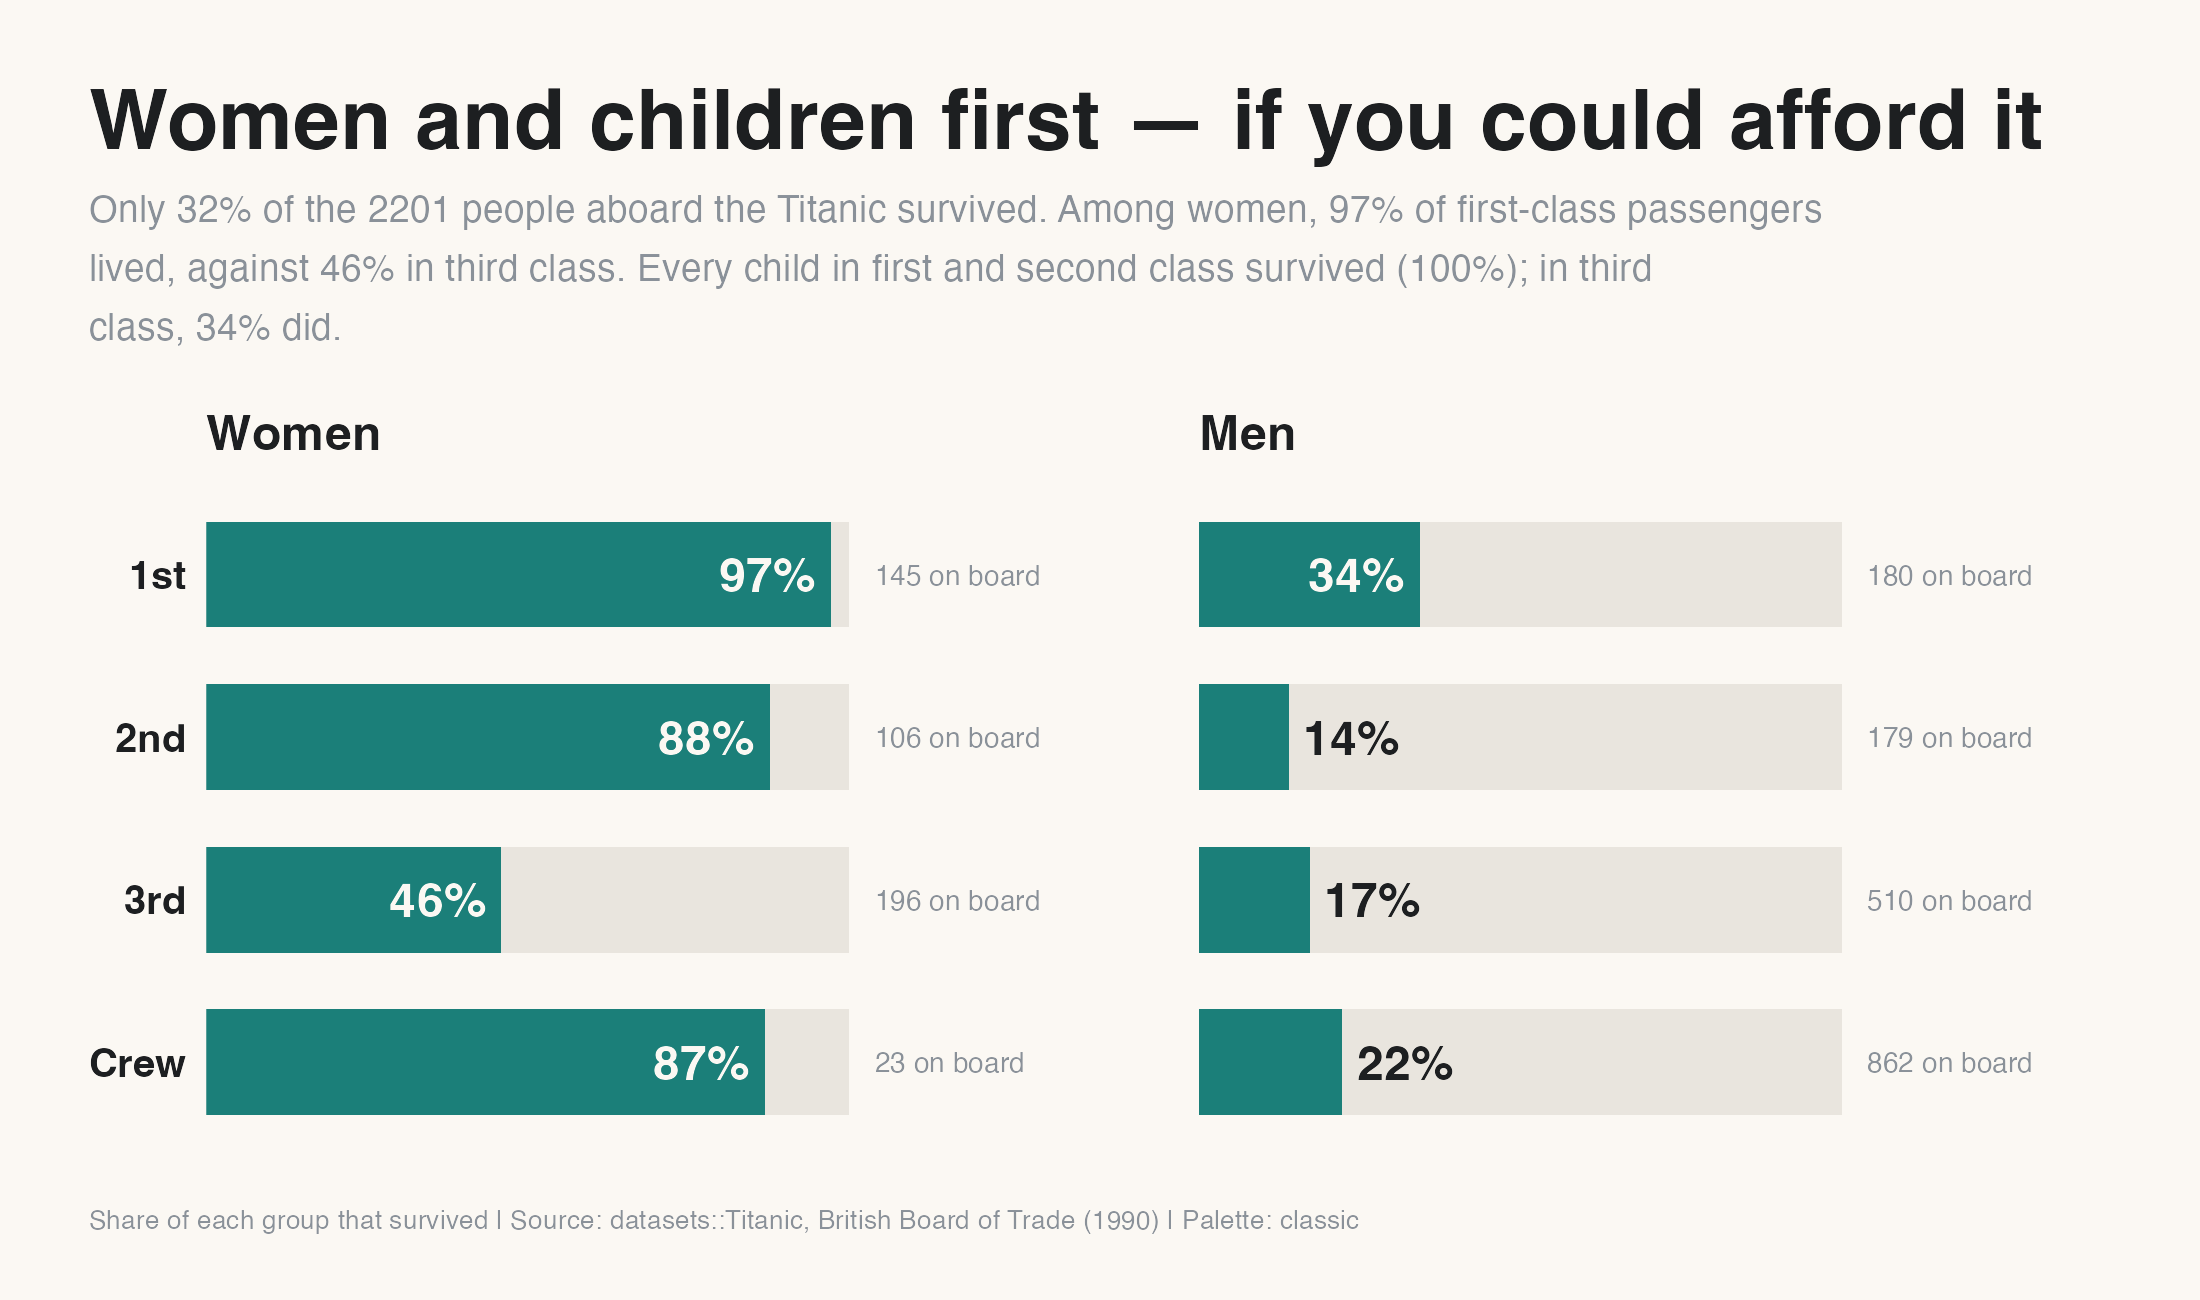 Women and children first — if you could afford it
Only 32% of the 2201 people aboard the Titanic survived. Among women, 97% of first-class passengers
lived, against 46% in third class. Every child in first and second class survived (100%); in third
class, 34% did.
Women
Men
1st
97%
145 on board
34%
180 on board
2nd
88%
106 on board
14%
179 on board
3rd
46%
196 on board
17%
510 on board
Crew
87%
23 on board
22%
862 on board
Share of each group that survived | Source: datasets::Titanic, British Board of Trade (1990) | Palette: classic